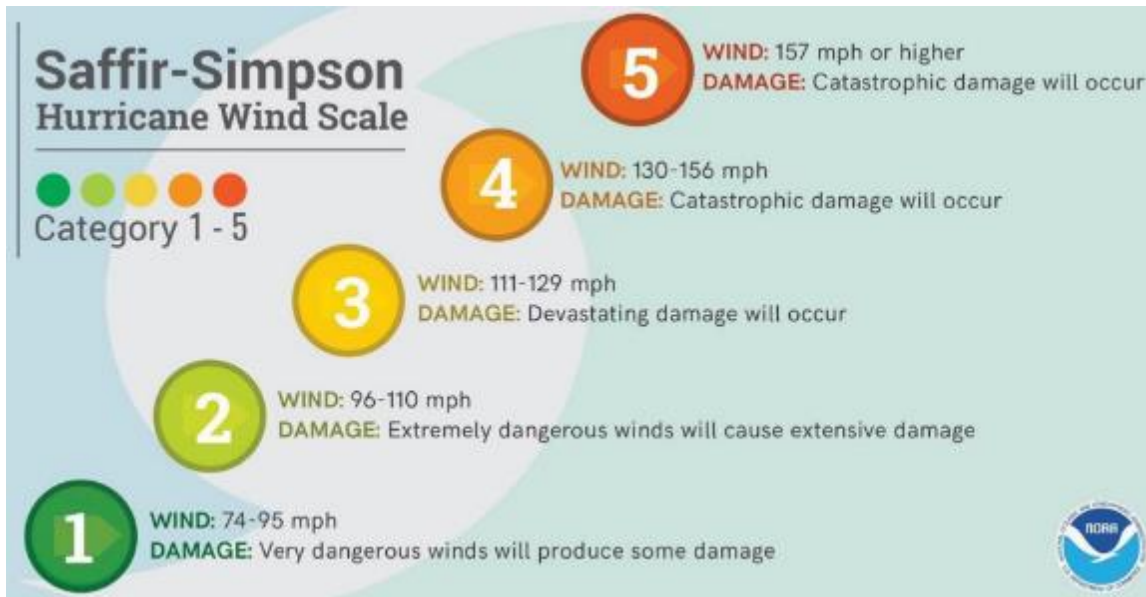 Saffir-Simpson
Hurricane Wind Scale
Category 1 - 5
5
WIND: 157 mph or higher
DAMAGE: Catastrophic damage will occur
4
WIND: 130-156 mph
DAMAGE: Catastrophic damage will occur
3
WIND: 111-129 mph
DAMAGE: Devastating damage will occur
2
WIND: 96-110 mph
DAMAGE: Extremely dangerous winds will cause extensive damage
1
WIND: 74-95 mph
DAMAGE: Very dangerous winds will produce some damage
NOAA